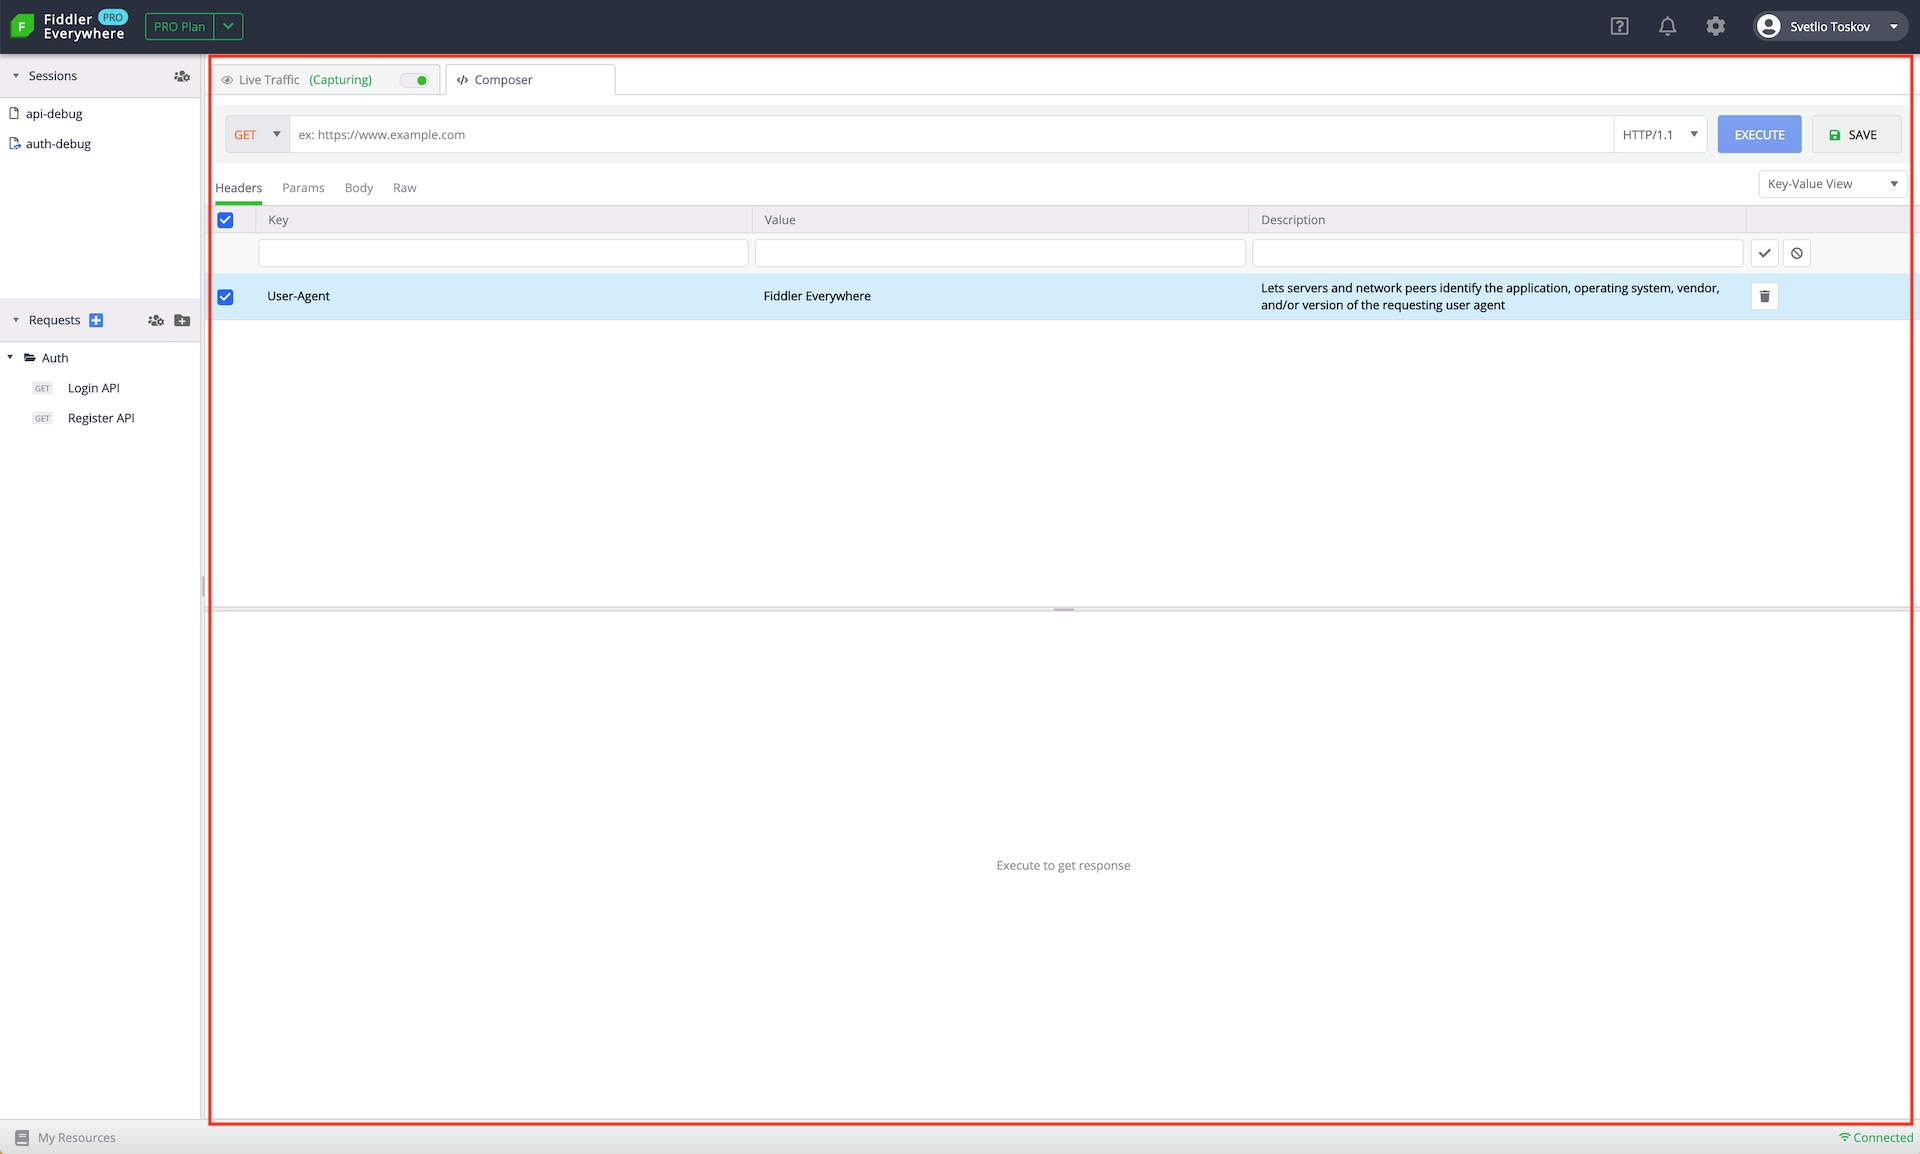 Fiddler PRO
Everywhere
PRO Plan
Svetlio Toskov
Sessions
api-debug
auth-debug
Requests
Auth
GET Login API
GET Register API
Live Traffic (Capturing)
Composer
GET ex: https://www.example.com HTTP/1.1 EXECUTE SAVE
Headers Params Body Raw Key-Value View
Key Value Description
User-Agent Fiddler Everywhere Lets servers and network peers identify the application, operating system, vendor,
and/or version of the requesting user agent
Execute to get response
My Resources
Connected